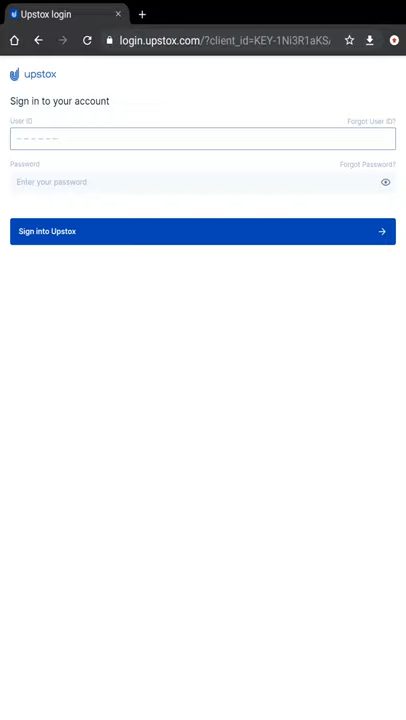 Upstox login
login.upstox.com/?client_id=KEY-1Ni3R1aKS
upstox
Sign in to your account
User ID
Forgot User ID?
Password
Forgot Password?
Enter your password
Sign into Upstox